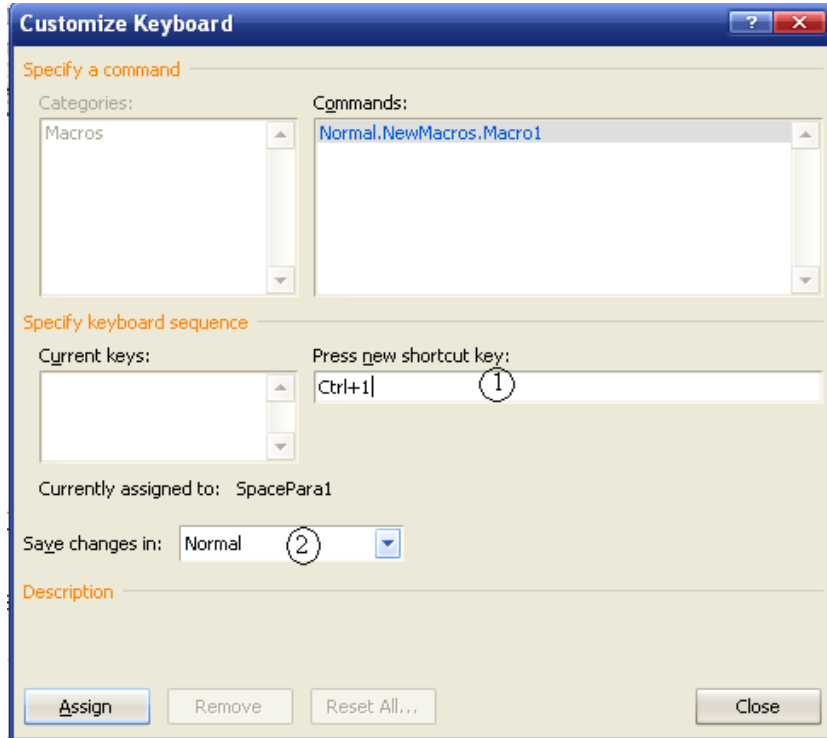 Customize Keyboard
Specify a command
Categories:
Commands:
Macros
Normal.NewMacros.Macro1
Specify keyboard sequence
Current keys:
Press new shortcut key:
Ctrl+1
1
Currently assigned to: SpacePara1
Save changes in:
Normal
2
Description
Assign
Remove
Reset All...
Close